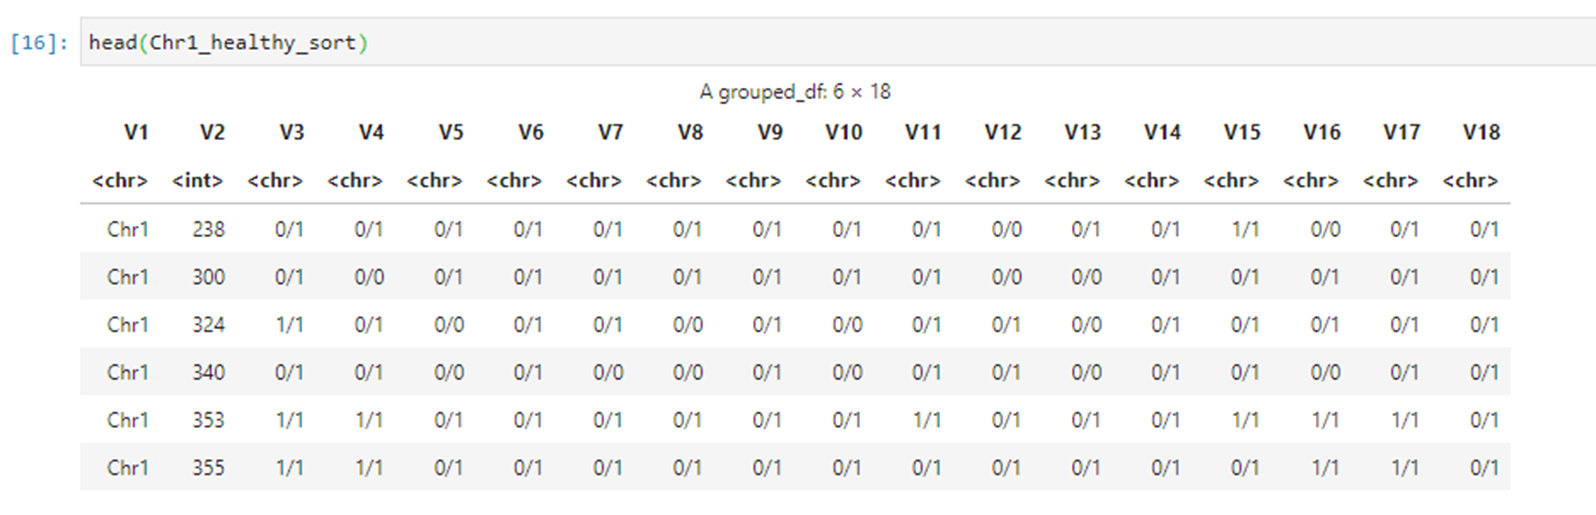 [16]: head(Chr1_healthy_sort)
A grouped_df: 6 × 18
V1 V2 V3 V4 V5 V6 V7 V8 V9 V10 V11 V12 V13 V14 V15 V16 V17 V18
<chr> <int> <chr> <chr> <chr> <chr> <chr> <chr> <chr> <chr> <chr> <chr> <chr> <chr> <chr> <chr> <chr> <chr>
Chr1 238 0/1 0/1 0/1 0/1 0/1 0/1 0/1 0/1 0/1 0/0 0/1 0/1 1/1 0/0 0/1 0/1
Chr1 300 0/1 0/0 0/1 0/1 0/1 0/1 0/1 0/1 0/1 0/0 0/0 0/1 0/1 0/1 0/1 0/1
Chr1 324 1/1 0/1 0/0 0/1 0/1 0/0 0/1 0/0 0/1 0/1 0/0 0/1 0/1 0/1 0/1 0/1
Chr1 340 0/1 0/1 0/0 0/1 0/0 0/0 0/1 0/0 0/1 0/1 0/0 0/1 0/1 0/0 0/1 0/1
Chr1 353 1/1 1/1 0/1 0/1 0/1 0/1 0/1 0/1 1/1 0/1 0/1 0/1 1/1 1/1 1/1 0/1
Chr1 355 1/1 1/1 0/1 0/1 0/1 0/1 0/1 0/1 0/1 0/1 0/1 0/1 0/1 1/1 1/1 0/1